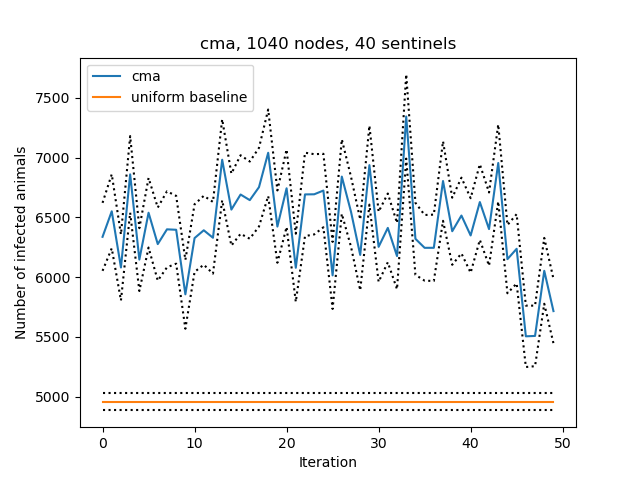 cma, 1040 nodes, 40 sentinels
cma
uniform baseline
7500
7000
6500
6000
5500
5000
Number of infected animals
0 10 20 30 40 50
Iteration